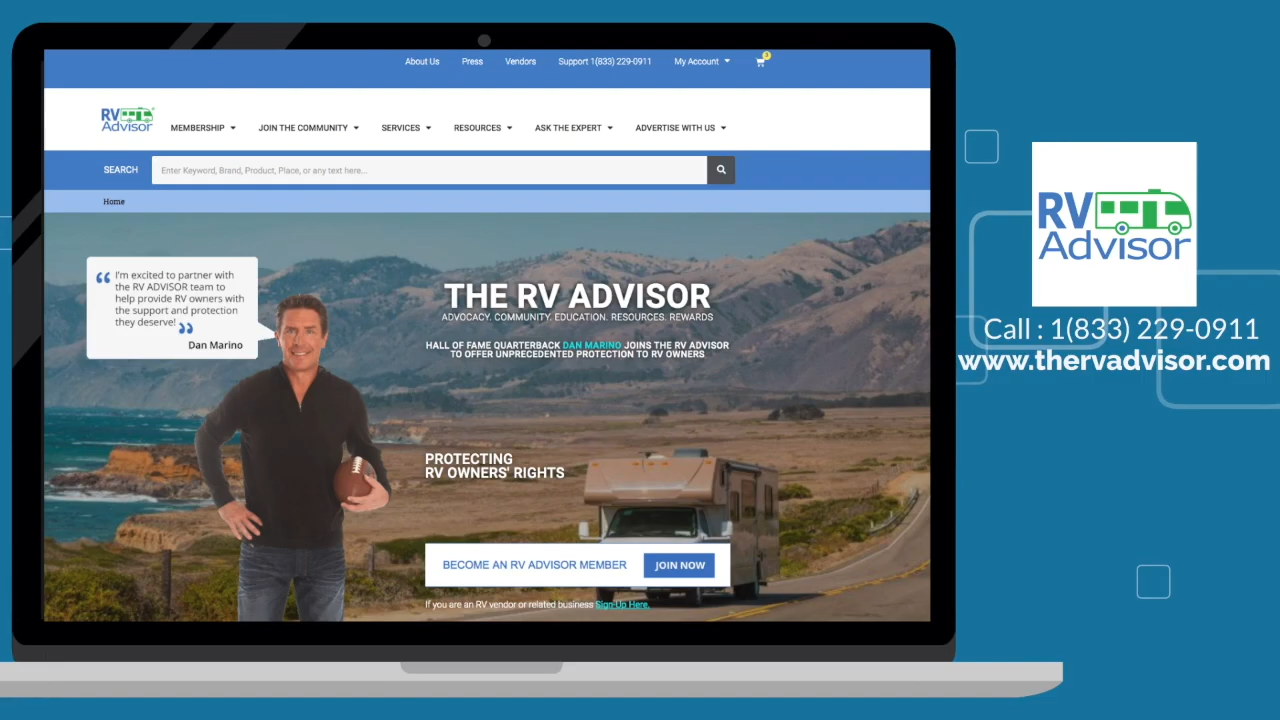 About Us Press Vendors Support 1(833) 229-0911 My Account 3
RV
Advisor
MEMBERSHIP JOIN THE COMMUNITY SERVICES RESOURCES ASK THE EXPERT ADVERTISE WITH US
SEARCH Enter Keyword, Brand, Product, Place, or any text here...
Home
“ I'm excited to partner with
the RV ADVISOR team to
help provide RV owners with
the support and protection
they deserve! ”
Dan Marino
THE RV ADVISOR
ADVOCACY. COMMUNITY. EDUCATION. RESOURCES. REWARDS
HALL OF FAME QUARTERBACK DAN MARINO JOINS THE RV ADVISOR
TO OFFER UNPRECEDENTED PROTECTION TO RV OWNERS
PROTECTING
RV OWNERS' RIGHTS
BECOME AN RV ADVISOR MEMBER JOIN NOW
If you are an RV vendor or related business Sign-Up Here.
RV
Advisor
Call : 1(833) 229-0911
www.thervadvisor.com